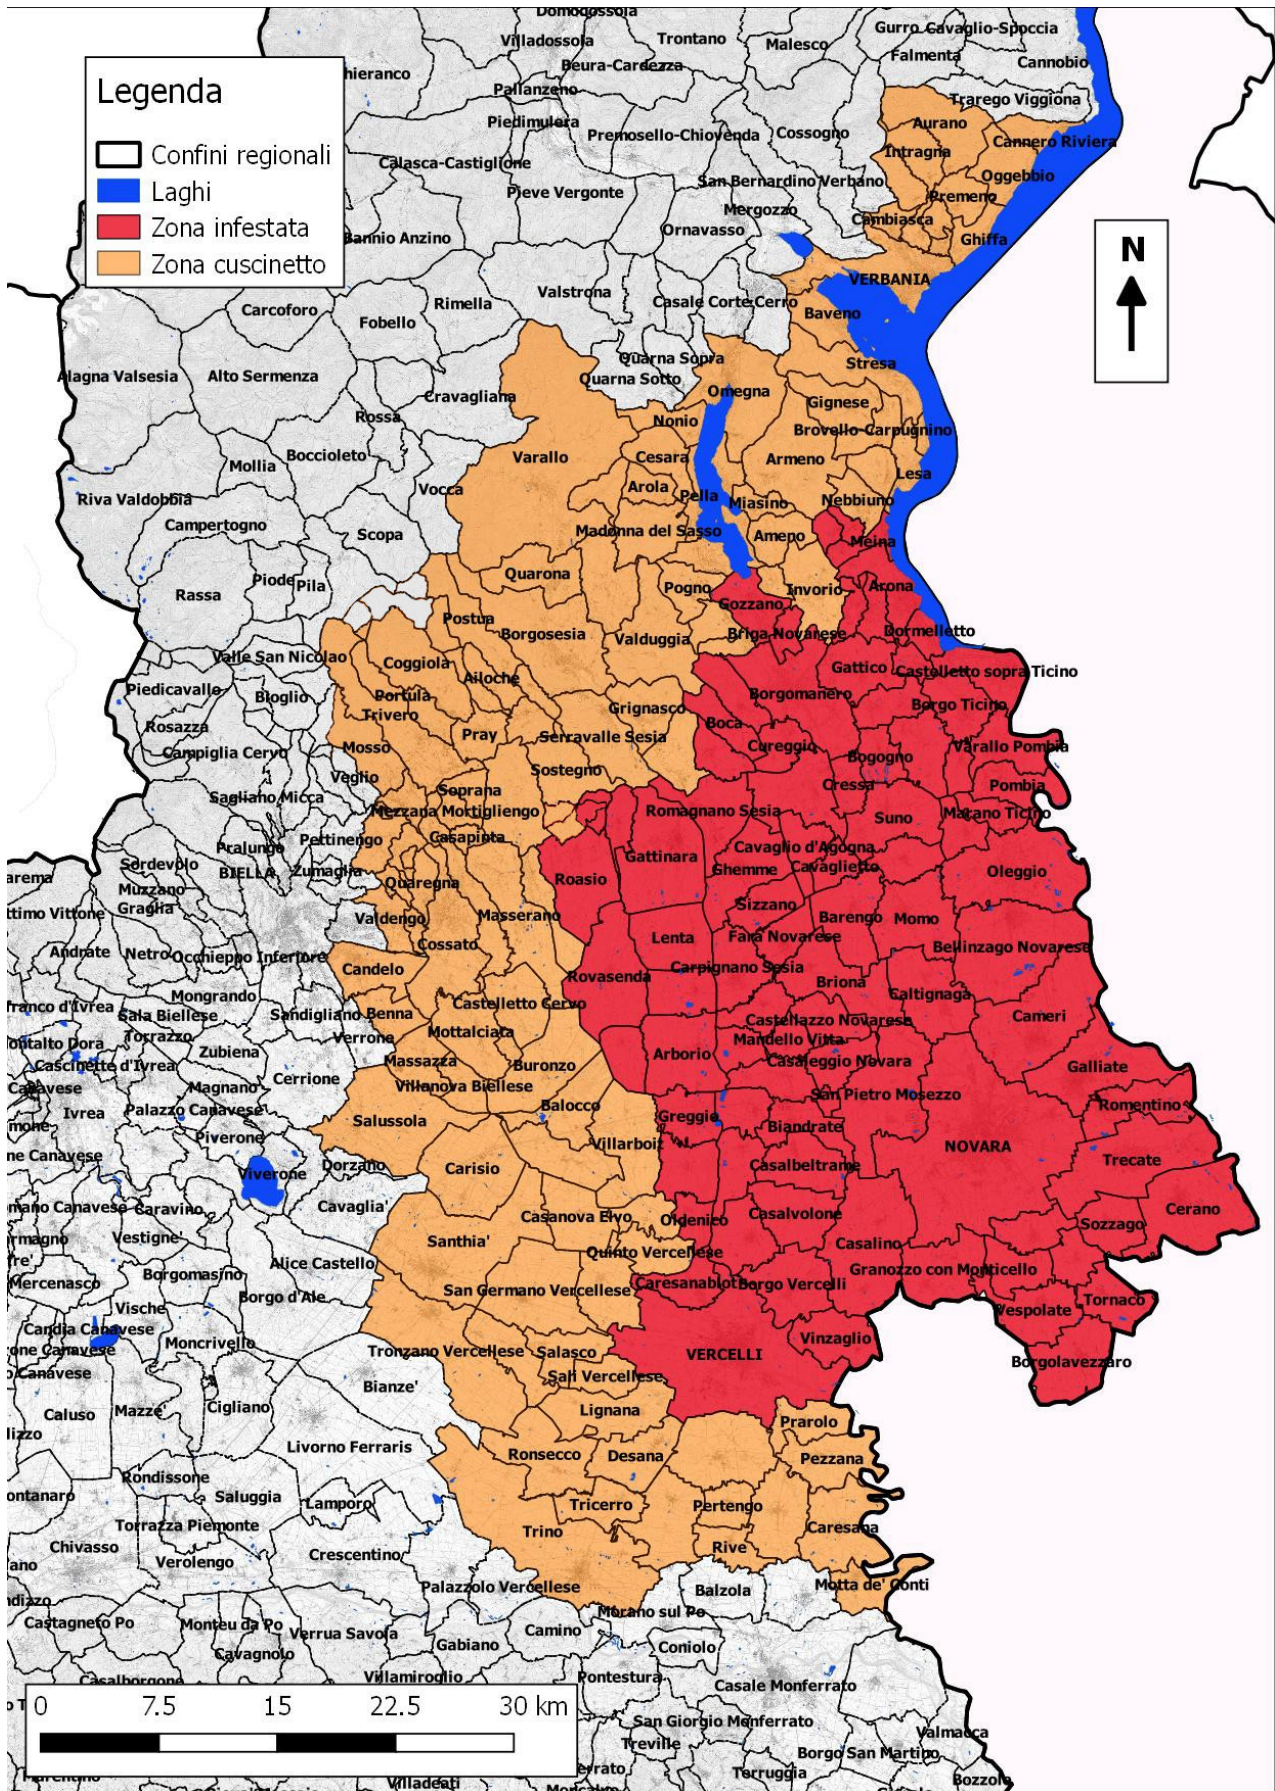 Domodossola
Villadossola
Trontano
Malesco
Gurro
Cavaglio-Spoccia
Falmenta
Cannobio
Beura-Cardezza
Pallanzeno
Trarego Viggiona
Legenda
Confini regionali
Laghi
Zona infestata
Zona cuscinetto
Piedimulera
Premosello-Chiovenda
Cossogno
Aurano
Intragna
Cannero Riviera
Calasca-Castiglione
Pieve Vergonte
San Bernardino Verbano
Oggebbio
Premeno
Mergozzo
Cambiasca
Ornavasso
Ghiffa
Bannio Anzino
N
VERBANIA
Valstrona
Casale Corte Cerro
Baveno
Rimella
Carcoforo
Fobello
Stresa
Quarna Sopra
Quarna Sotto
Alagna Valsesia
Alto Sermenza
Cravagliana
Omegna
Gignese
Rossa
Nonio
Brovello-Carpugnino
Varallo
Cesara
Armeno
Lesa
Mollia
Boccioleto
Arola
Pella
Miasino
Nebbiuno
Riva Valdobbia
Vocca
Campertogno
Scopa
Madonna del Sasso
Ameno
Meina
Quarona
Piode
Pila
Rassa
Pogno
Invorio
Arona
Gozzano
Postua
Borgosesia
Valduggia
Briga Novarese
Dormelletto
Valle San Nicolao
Coggiola
Gattico
Castelletto sopra Ticino
Ailoche
Piedicavallo
Bioglio
Portula
Borgomanero
Borgo Ticino
Trivero
Grignasco
Boca
Rosazza
Pray
Serravalle Sesia
Cureggio
Varallo Pombia
Campiglia Cervo
Mosso
Bogogno
Veglio
Sostegno
Cressa
Pombia
Sagliano Micca
Soprana
Mezzana Mortigliengo
Romagnano Sesia
Suno
Marano Ticino
Pettinengo
Casapinta
Pralungo
Cavaglio d'Agogna
Gattinara
Ghemme
Cavaglietto
Oleggio
Sordevolo
BIELLA
Zumaglia
Quaregna
Roasio
Muzzano
Graglia
Sizzano
Valdengo
Masserano
Barengo
Momo
Andrate
Netro
Occhieppo Inferiore
Cossato
Lenta
Fara Novarese
Bellinzago Novarese
Candelo
Rovasenda
Carpignano Sesia
Briona
Caltignaga
Mongrando
Sala Biellese
Sandigliano
Benna
Castelletto Cervo
Castellazzo Novarese
Cameri
Torrazzo
Verrone
Mottalciata
Mandello Vitta
Zubiena
Massazza
Buronzo
Arborio
Casaleggio Novara
Cascinette d'Ivrea
Galliate
Cerrione
Magnano
Villanova Biellese
San Pietro Mosezzo
Balocco
Romentino
Ivrea
Palazzo Canavese
Salussola
Greggio
Biandrate
Piverone
NOVARA
Dorzano
Carisio
Casalbeltrame
Trecate
Viverone
Caravino
Cavaglia'
Casanova Elvo
Oldenico
Casalvolone
Cerano
Sozzago
Vestigne'
Santhia'
Quinto Vercellese
Casalino
Alice Castello
Granozzo con Monticello
Mercenasco
Borgomasino
San Germano Vercellese
Borgo Vercelli
Borgo d'Ale
Tornaco
Vische
Vespolate
Candia Canavese
Moncrivello
Tronzano Vercellese
Salasco
VERCELLI
Vinzaglio
Borgolavezzaro
Sali Vercellese
Bianze'
Caluso
Mazze'
Cigliano
Lignana
Prarolo
Livorno Ferraris
Ronsecco
Desana
Pezzana
Rondissone
Saluggia
Lamporo
Tricerro
Pertengo
Caresana
Torrazza Piemonte
Trino
Chivasso
Verolengo
Crescentino
Rive
Palazzolo Vercellese
Balzola
Motta de' Conti
Morano sul Po
Castagneto Po
Monteu da Po
Verrua Savoia
Camino
Cavagnolo
Gabiano
Coniolo
Casalborgone
Villamiroglio
Pontestura
Casale Monferrato
0 7.5 15 22.5 30 km
San Giorgio Monferrato
Treville
Valmacca
Borgo San Martino
Terruggia
Villadeati
Bozzole